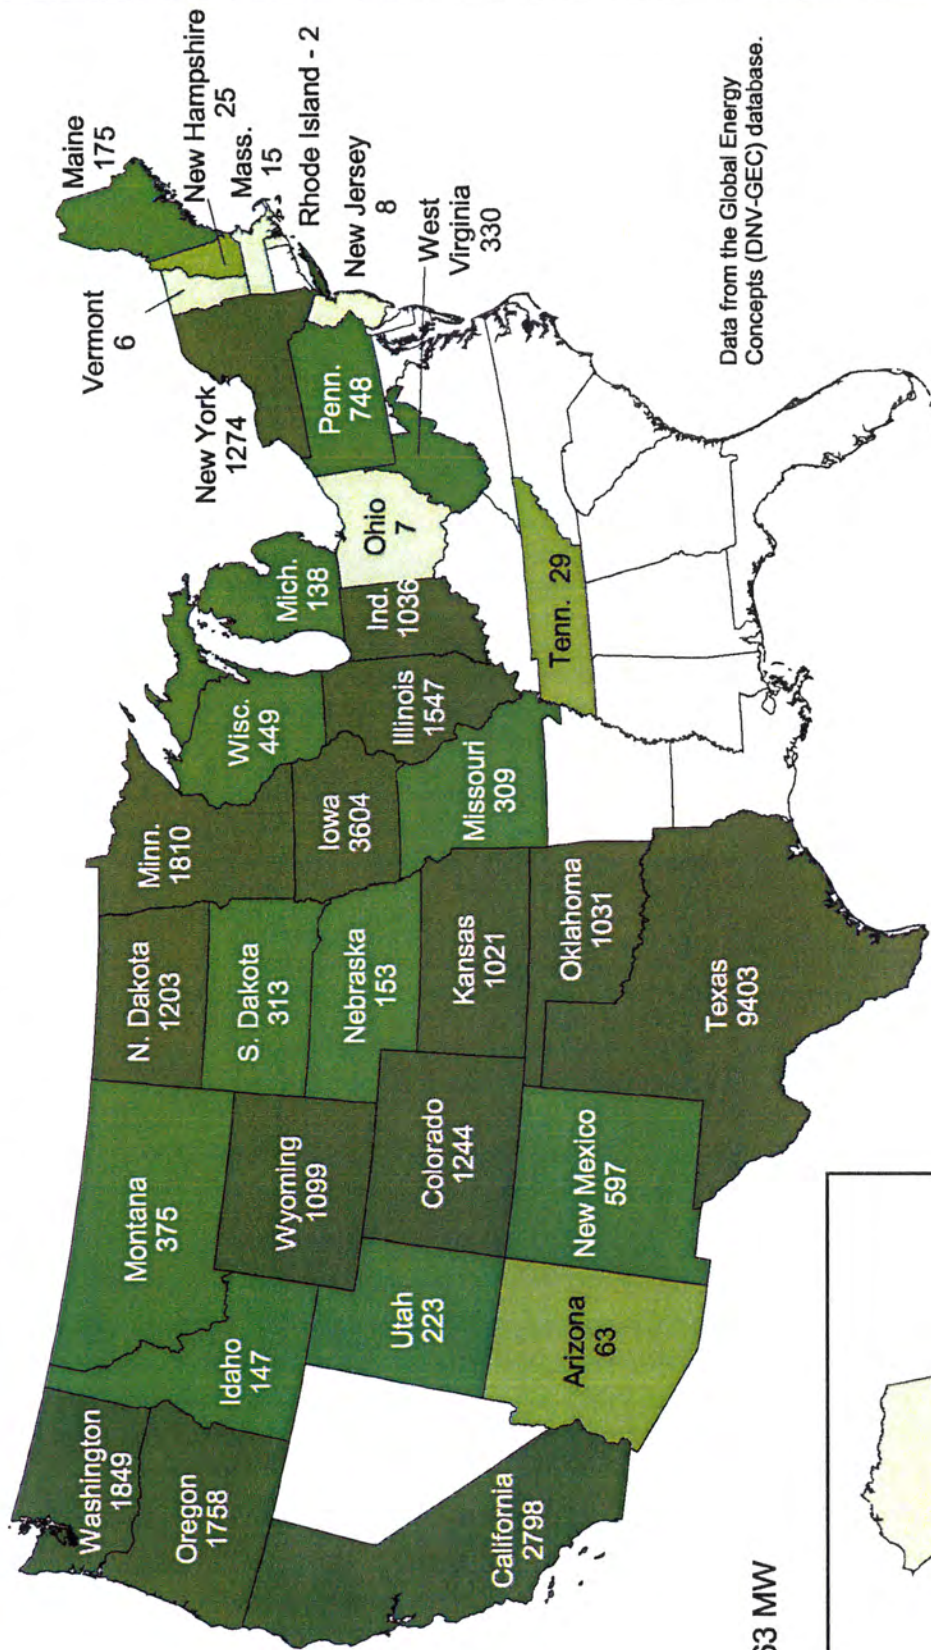 Washington
1849
Oregon
1758
California
2798
Idaho
147
Montana
375
Wyoming
1099
Utah
223
Arizona
63
Colorado
1244
New Mexico
597
N. Dakota
1203
S. Dakota
313
Nebraska
153
Kansas
1021
Oklahoma
1031
Texas
9403
Minn.
1810
Iowa
3604
Missouri
309
Wisc.
449
Illinois
1547
Mich.
138
Ind.
1036
Ohio
7
Tenn. 29
West
Virginia
330
Penn.
748
New York
1274
Vermont
6
Maine
175
New Hampshire
25
Mass.
15
Rhode Island - 2
New Jersey
8
Data from the Global Energy
Concepts (DNV-GEC) database.
63 MW